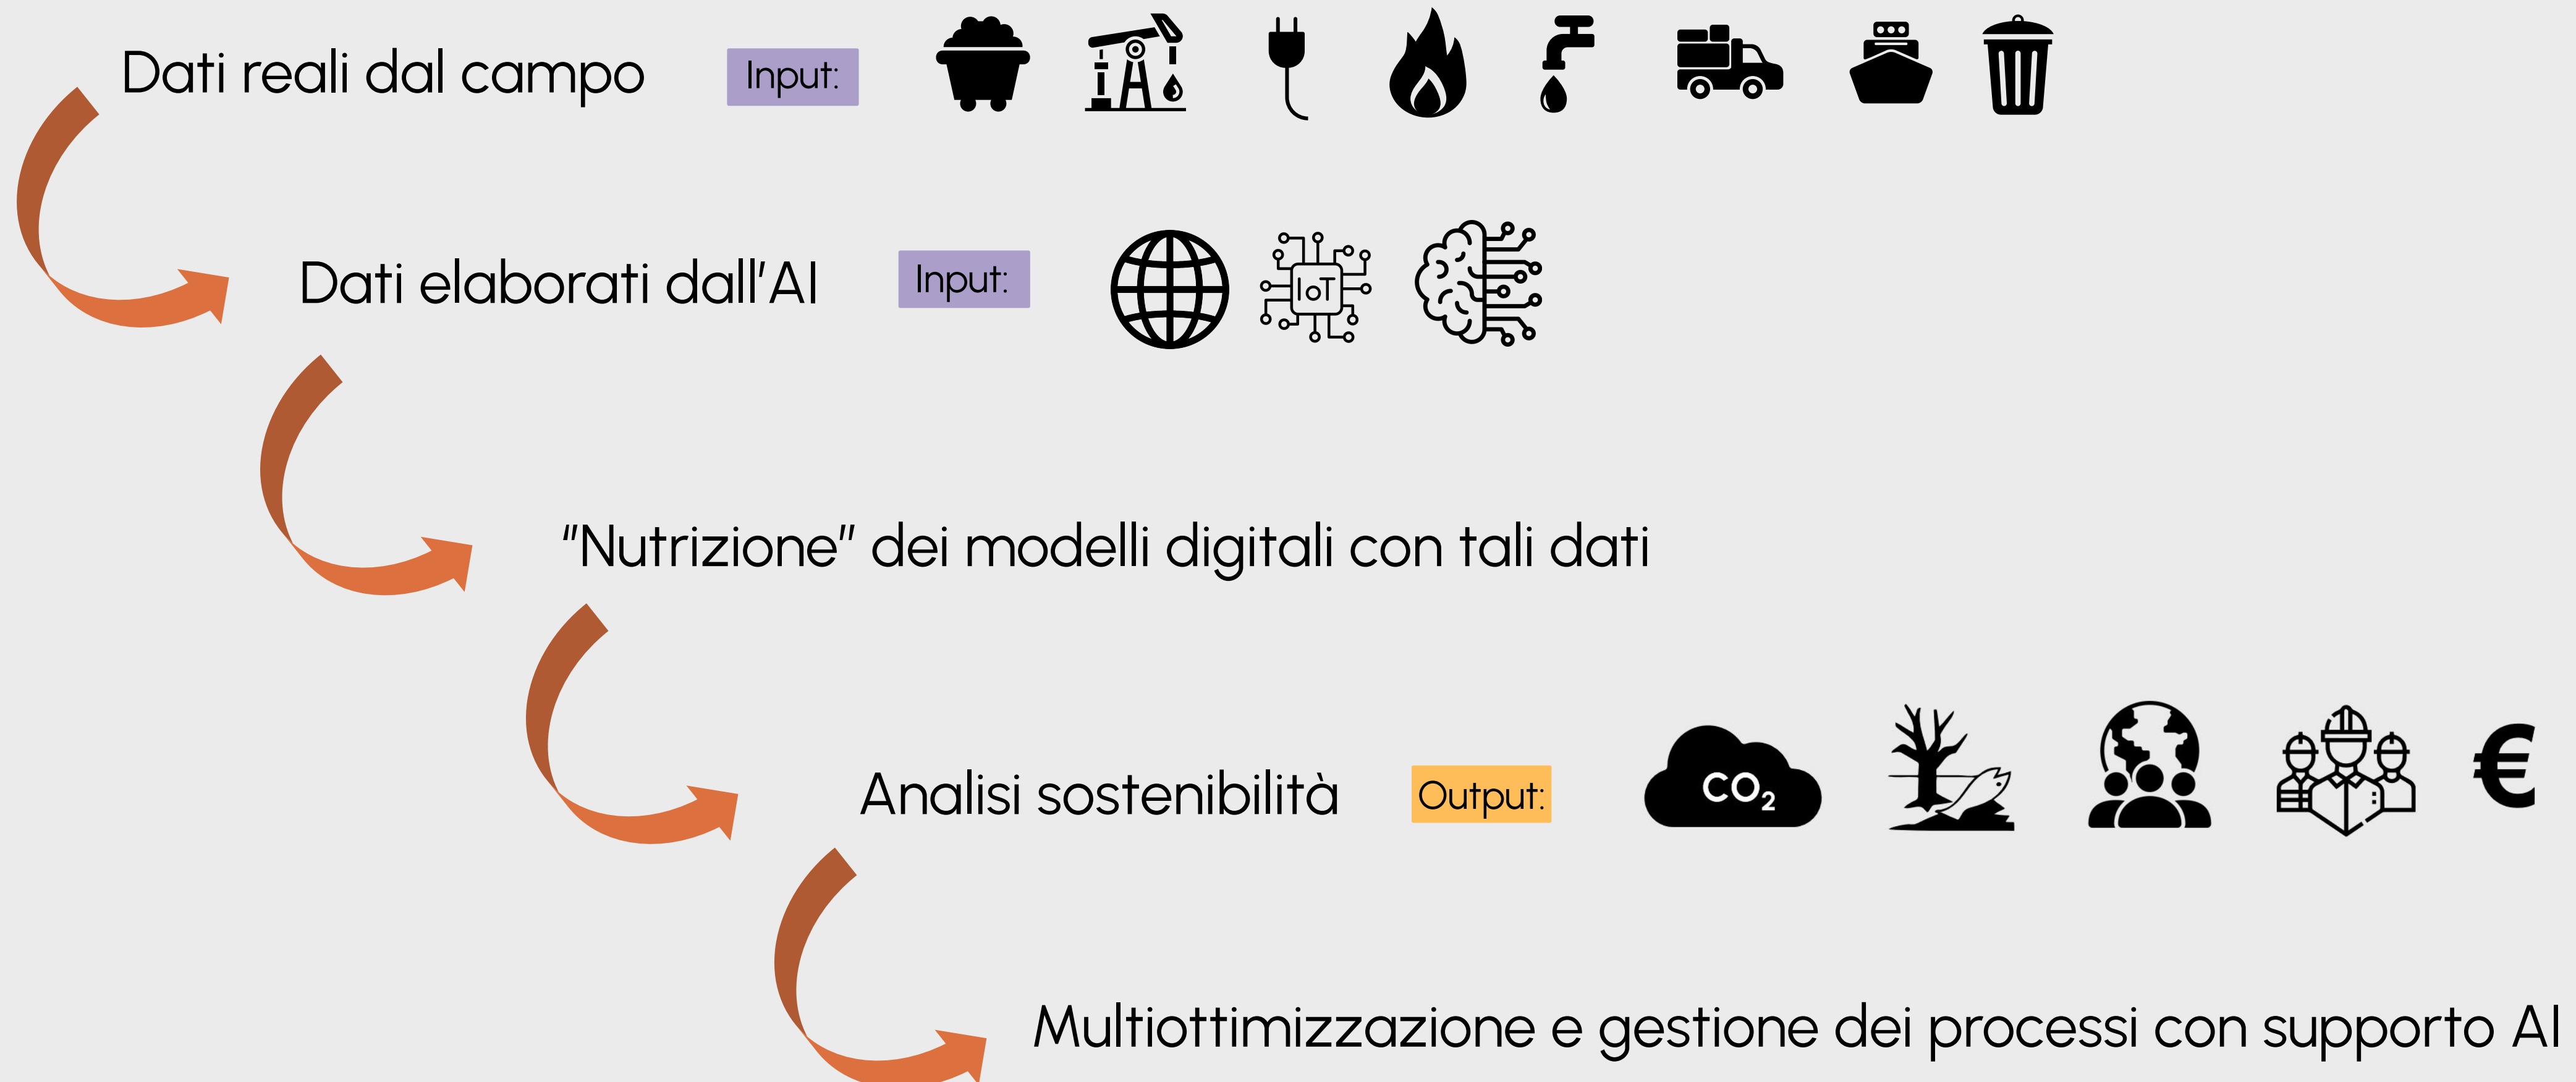 Dati reali dal campo Input:
Dati elaborati dall'AI Input:
IoT
"Nutrizione" dei modelli digitali con tali dati
Analisi sostenibilità Output:
CO₂
€
Multiottimizzazione e gestione dei processi con supporto AI